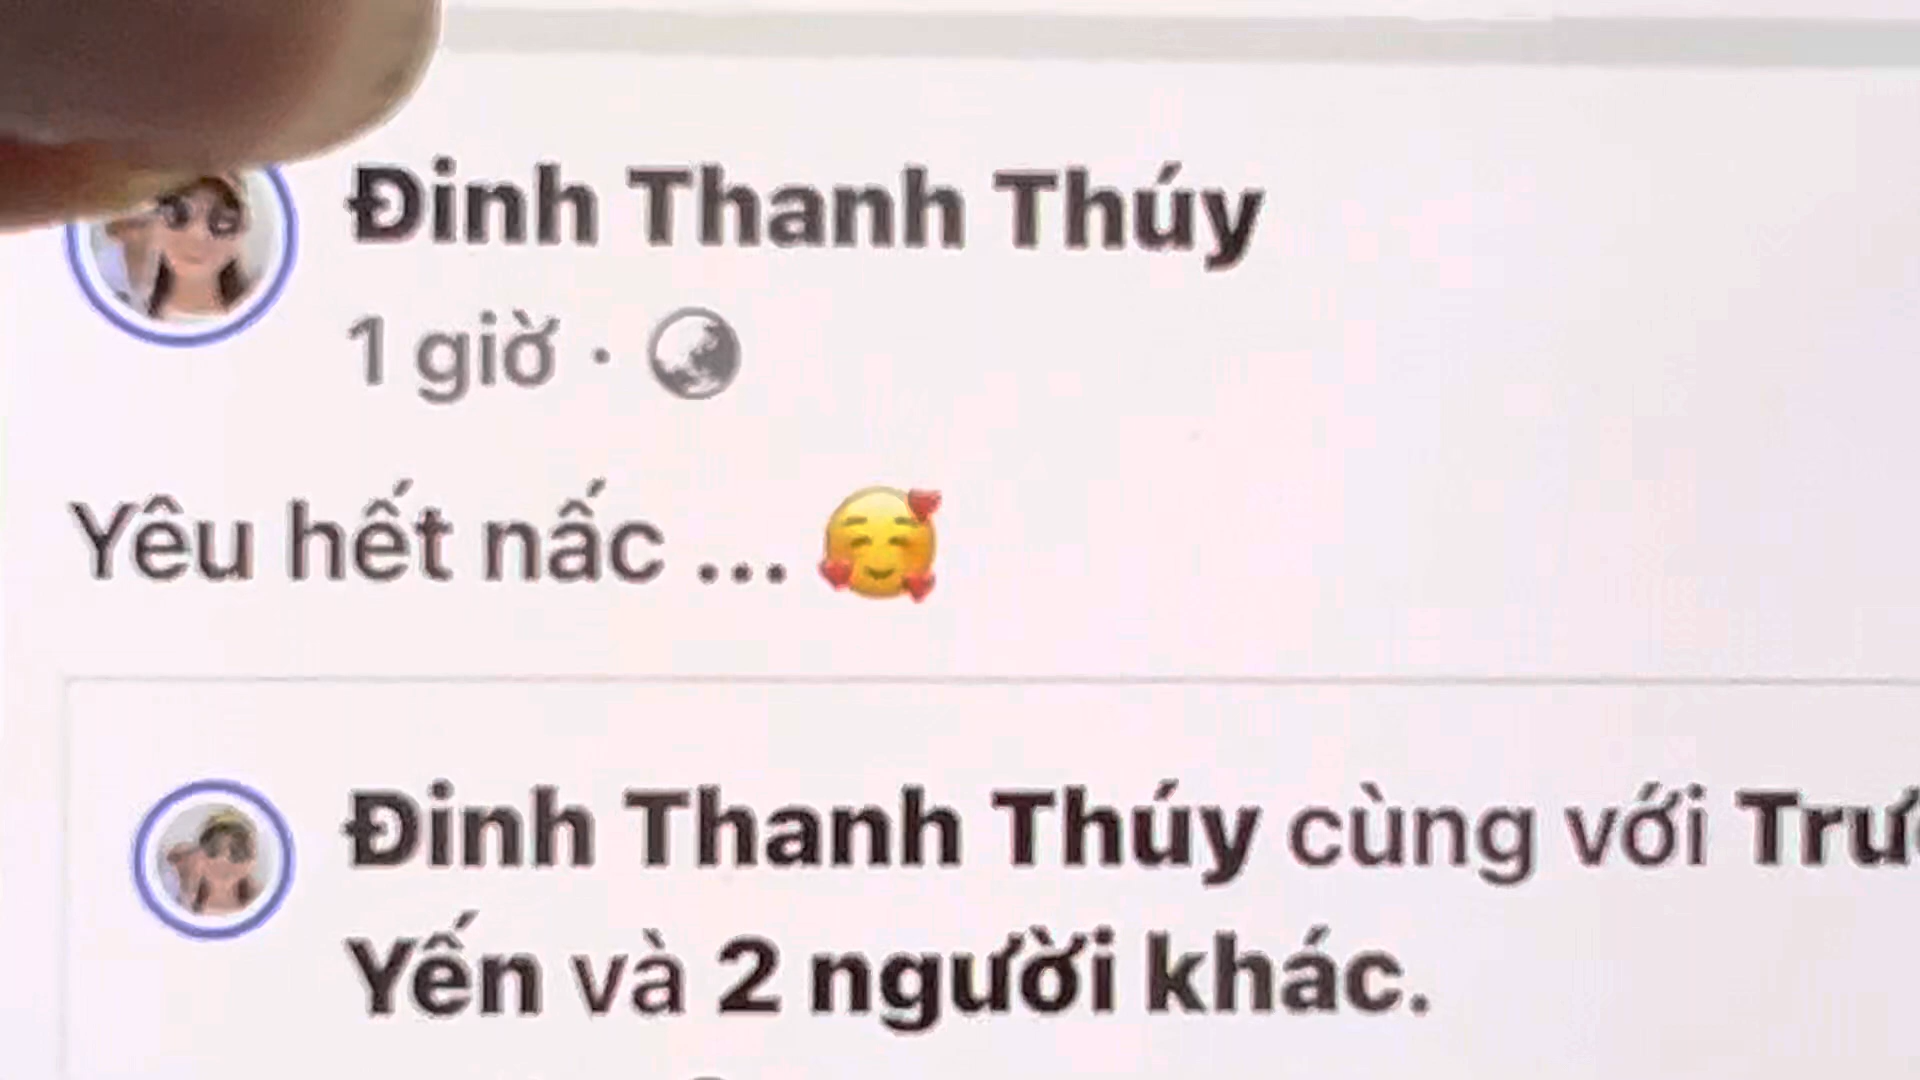 Đinh Thanh Thúy
1 giờ ·
Yêu hết nấc ... 🥰
Đinh Thanh Thúy cùng với
Yến và 2 người khác.